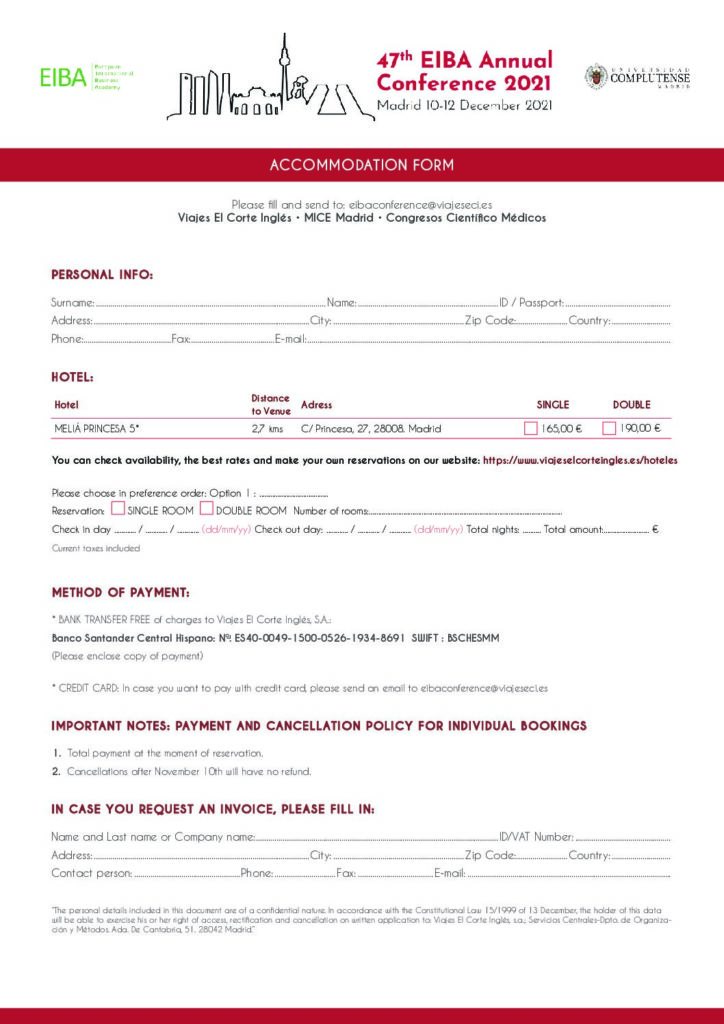 EIBA
European
International
Business
Academy
47th EIBA Annual
Conference 2021
Madrid 10-12 December 2021
UNIVERSIDAD
COMPLUTENSE
MADRID
ACCOMMODATION FORM
Please fill and send to: eibaconference@viajeseci.es
Viajes El Corte Inglés • MICE Madrid • Congresos Científico Médicos
PERSONAL INFO:
Surname: Name: ID / Passport:
Address: City: Zip Code: Country:
Phone: Fax: E-mail:
HOTEL:
Hotel Distance to Venue Adress SINGLE DOUBLE
MELIÁ PRINCESA 5* 2,7 kms C/ Princesa, 27, 28008. Madrid 165,00 € 190,00 €
You can check availability, the best rates and make your own reservations on our website: https://www.viajeselcorteingles.es/hoteles
Please choose in preference order: Option 1 :
Reservation: SINGLE ROOM DOUBLE ROOM Number of rooms:
Check in day / / (dd/mm/yy) Check out day: / / (dd/mm/yy) Total nights: Total amount: €
Current taxes included
METHOD OF PAYMENT:
* BANK TRANSFER FREE of charges to Viajes El Corte Inglés, S.A.:
Banco Santander Central Hispano: Nº: ES40-0049-1500-0526-1934-8691 SWIFT : BSCHESMM
(Please enclose copy of payment)
* CREDIT CARD: In case you want to pay with credit card, please send an email to eibaconference@viajeseci.es
IMPORTANT NOTES: PAYMENT AND CANCELLATION POLICY FOR INDIVIDUAL BOOKINGS
1. Total payment at the moment of reservation.
2. Cancellations after November 10th will have no refund.
IN CASE YOU REQUEST AN INVOICE, PLEASE FILL IN:
Name and Last name or Company name: ID/VAT Number:
Address: City: Zip Code: Country:
Contact person: Phone: Fax: E-mail:
"The personal details included in this document are of a confidential nature. In accordance with the Constitutional Law 15/1999 of 13 December, the holder of this data
will be able to exercise his or her right of access, rectification and cancellation on written application to: Viajes El Corte Inglés, s.a.; Servicios Centrales-Dpto. de Organiza-
ción y Métodos. Ada. De Cantabria, 51. 28042 Madrid."